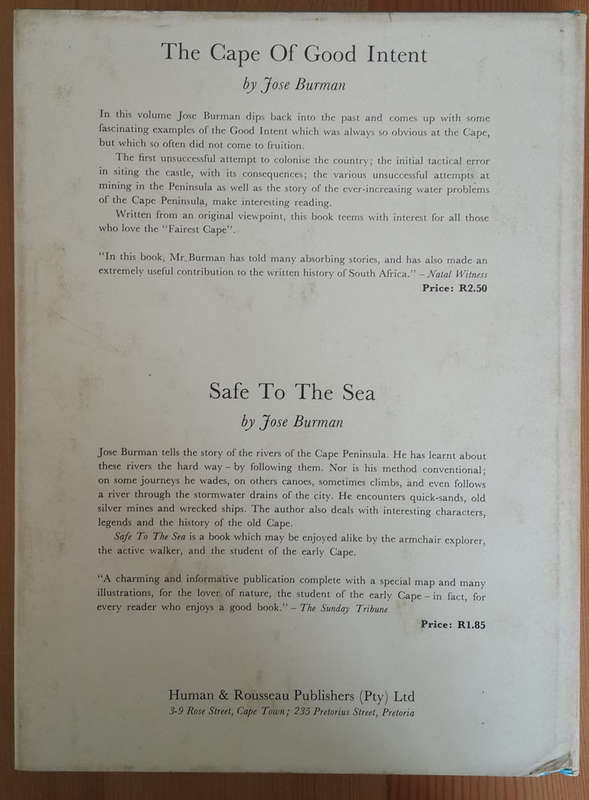 The Cape Of Good Intent
by Jose Burman
In this volume Jose Burman dips back into the past and comes up with some
fascinating examples of the Good Intent which was always so obvious at the Cape,
but which so often did not come to fruition.
The first unsuccessful attempt to colonise the country; the initial tactical error
in siting the castle, with its consequences; the various unsuccessful attempts at
mining in the Peninsula as well as the story of the ever-increasing water problems
of the Cape Peninsula, make interesting reading.
Written from an original viewpoint, this book teems with interest for all those
who love the "Fairest Cape".
"In this book, Mr. Burman has told many absorbing stories, and has also made an
extremely useful contribution to the written history of South Africa." – Natal Witness
Price: R2.50
Safe To The Sea
by Jose Burman
Jose Burman tells the story of the rivers of the Cape Peninsula. He has learnt about
these rivers the hard way – by following them. Nor is his method conventional;
on some journeys he wades, on others canoes, sometimes climbs, and even follows
a river through the stormwater drains of the city. He encounters quick-sands, old
silver mines and wrecked ships. The author also deals with interesting characters,
legends and the history of the old Cape.
Safe To The Sea is a book which may be enjoyed alike by the armchair explorer,
the active walker, and the student of the early Cape.
"A charming and informative publication complete with a special map and many
illustrations, for the lover of nature, the student of the early Cape – in fact, for
every reader who enjoys a good book." – The Sunday Tribune
Price: R1.85
Human & Rousseau Publishers (Pty) Ltd
3-9 Rose Street, Cape Town; 235 Pretorius Street, Pretoria